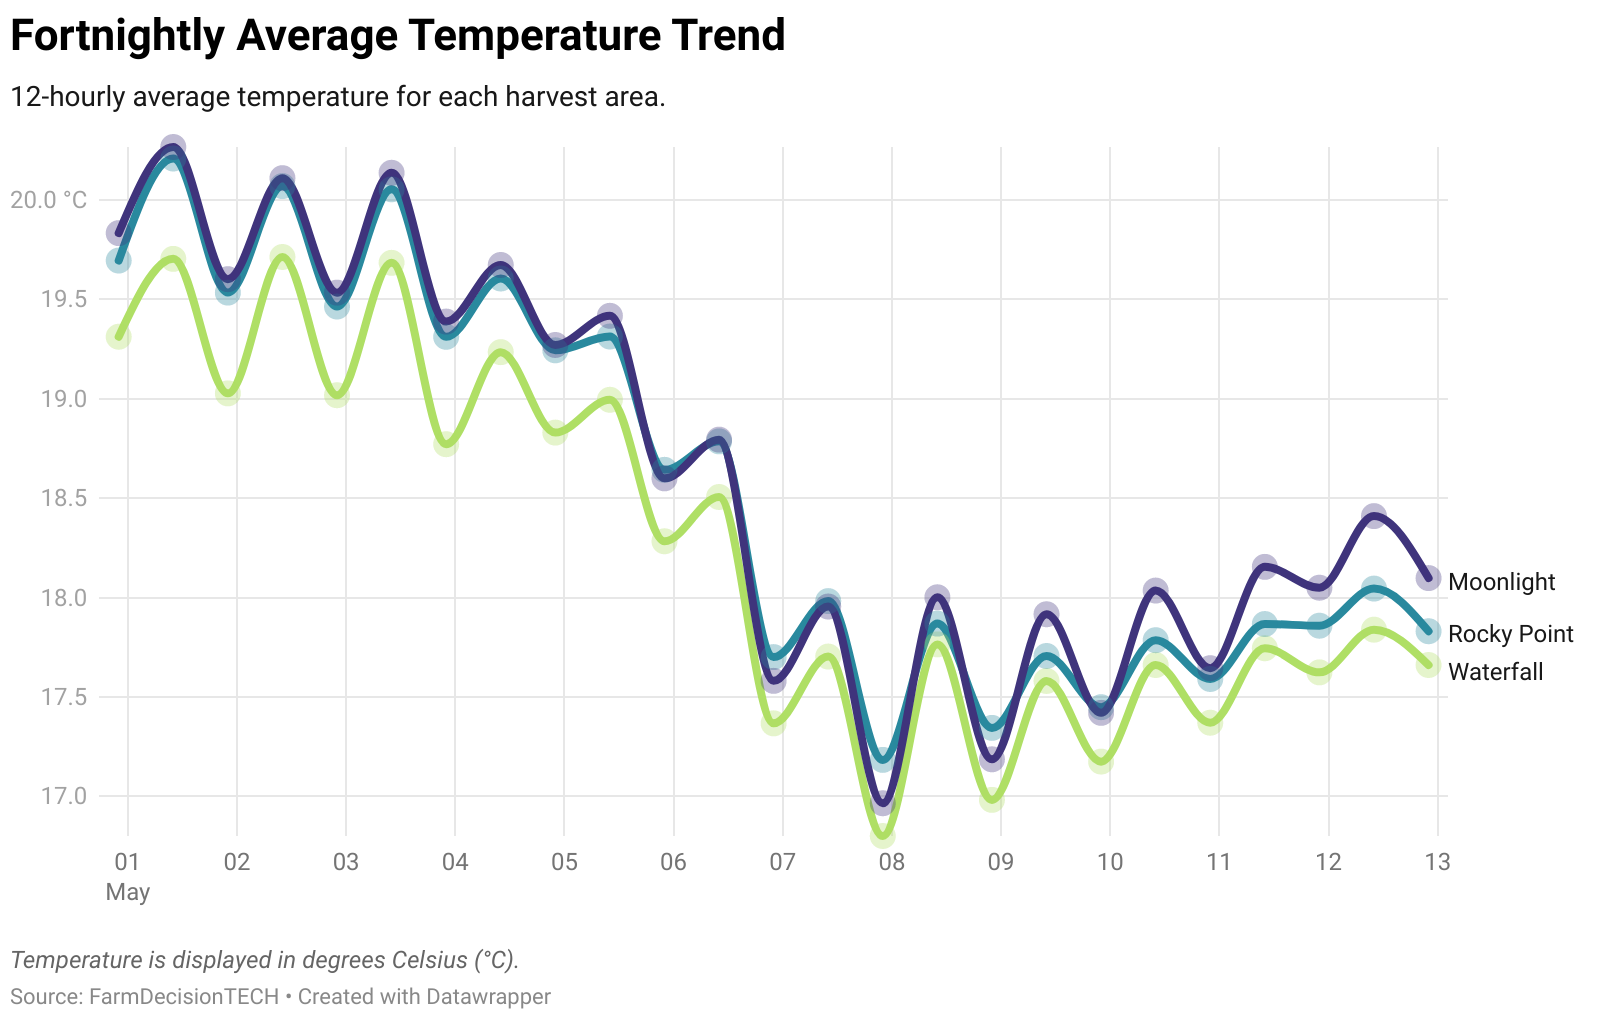 Fortnightly Average Temperature Trend
12-hourly average temperature for each harvest area.
20.0 °C
19.5
19.0
18.5
18.0
17.5
17.0
Moonlight
Rocky Point
Waterfall
01 02 03 04 05 06 07 08 09 10 11 12 13
May
Temperature is displayed in degrees Celsius (°C).
Source: FarmDecisionTECH • Created with Datawrapper